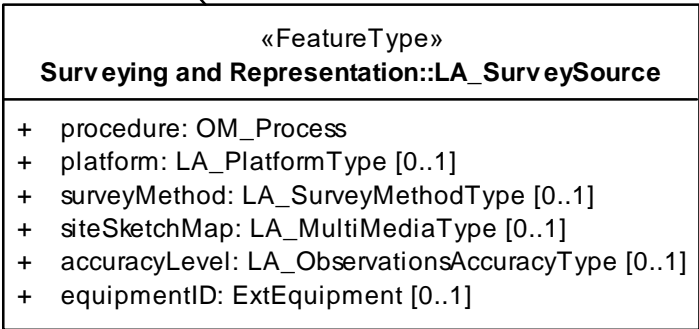 «FeatureType»
Surveying and Representation::LA_SurveySource
+ procedure: OM_Process
+ platform: LA_PlatformType [0..1]
+ surveyMethod: LA_SurveyMethodType [0..1]
+ siteSketchMap: LA_MultiMediaType [0..1]
+ accuracyLevel: LA_ObservationsAccuracyType [0..1]
+ equipmentID: ExtEquipment [0..1]